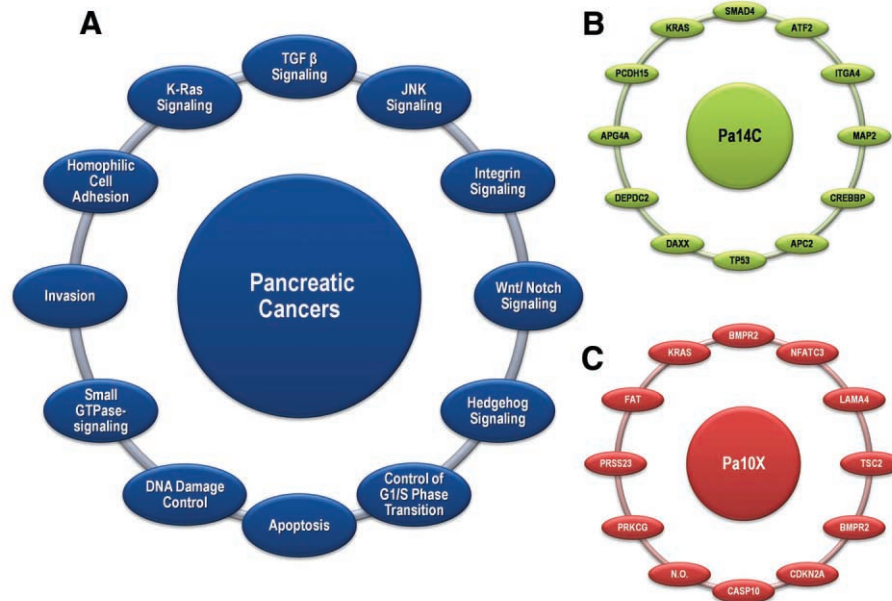 A
TGF β
Signaling
JNK
Signaling
Integrin
Signaling
Wnt/ Notch
Signaling
Hedgehog
Signaling
Control of
G1/S Phase
Transition
Apoptosis
DNA Damage
Control
Small
GTPase-
signaling
Invasion
Homophilic
Cell
Adhesion
K-Ras
Signaling
Pancreatic
Cancers
B
SMAD4
ATF2
ITGA4
MAP2
CREBBP
APC2
TP53
DAXX
DEPDC2
APG4A
PCDH15
KRAS
Pa14C
C
BMPR2
NFATC3
LAMA4
TSC2
BMPR2
CDKN2A
CASP10
N.O.
PRKCG
PRSS23
FAT
KRAS
Pa10X